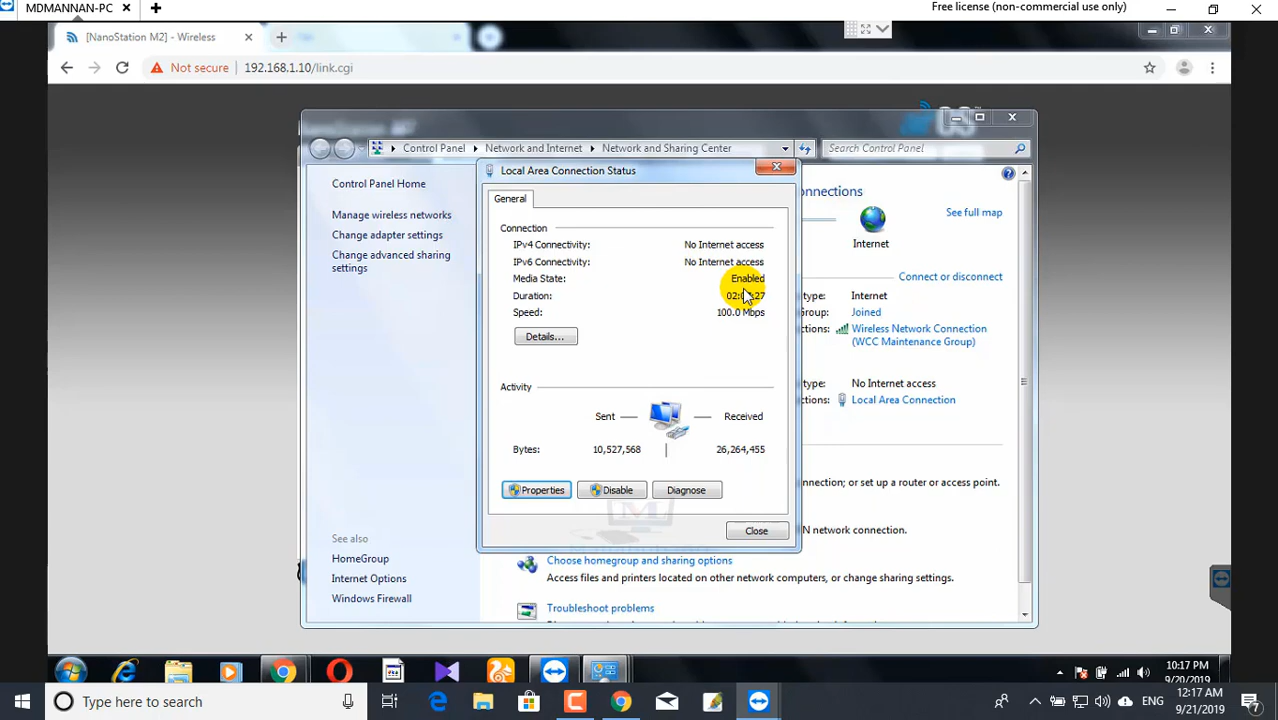 MDMANNAN-PC
Free license (non-commercial use only)
[NanoStation M2] - Wireless
Not secure 192.168.1.10/link.cgi
Control Panel Network and Internet Network and Sharing Center
Search Control Panel
Local Area Connection Status
Control Panel Home
Manage wireless networks
Change adapter settings
Change advanced sharing
settings
General
Connection
IPv4 Connectivity: No Internet access
IPv6 Connectivity: No Internet access
Media State: Enabled
Duration:
Speed: 100.0 Mbps
Details...
Activity
Sent Received
Bytes: 10,527,568 26,264,455
Properties
Disable
Diagnose
Close
onnections
See full map
Internet
Connect or disconnect
type: Internet
Group: Joined
ctions: Wireless Network Connection
(WCC Maintenance Group)
type: No Internet access
ctions: Local Area Connection
onnection; or set up a router or access point.
N network connection.
See also
HomeGroup
Internet Options
Windows Firewall
Choose homegroup and sharing options
Access files and printers located on other network computers, or change sharing settings.
Troubleshoot problems
10:17 PM
9/20/2019
Type here to search
ENG
12:17 AM
9/21/2019
7